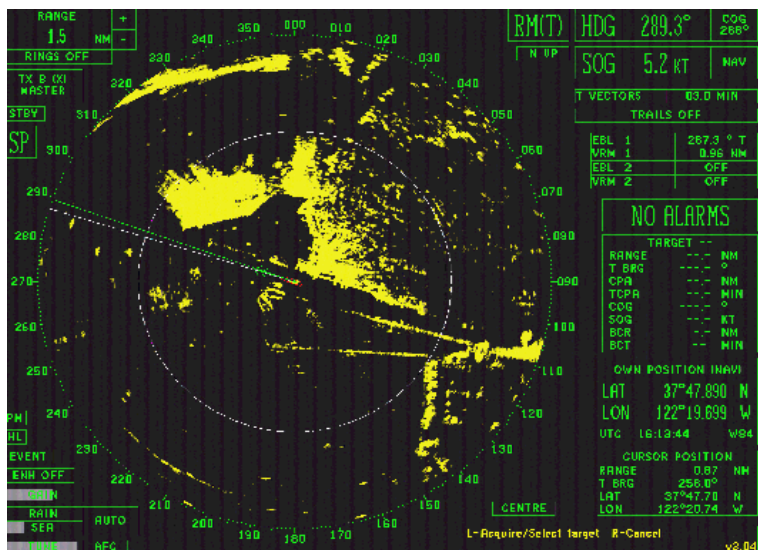 RANGE +
1.5 NM -
RINGS OFF
TX B (X)
MASTER
STBY
SP
000 010 020 030 040 050 060 070 080 090 100 110 120 130 140 150 160 170 180 190 200 210 220 230 240 250 260 270 280 290 300 310 320 330 340 350
EVENT
ENH OFF
RAIN
SEA
AUTO
AFC
CENTRE
RM(T)
N UP
HDG 289.3°
COG
SOG 5.2 KT
NAV
T VECTORS 03.0 MIN
TRAILS OFF
EBL 1 287.3 ° T
VRM 1 0.96 NM
EBL 2 OFF
VRM 2 OFF
NO ALARMS
TARGET --
RANGE --.- NM
T BRG ---.- °
CPA --.- NM
TCPA --.- MIN
COG ---.- °
SOG --.- KT
BCR --.- NM
BCT -- MIN
OWN POSITION (NAV)
LAT 37°47.890 N
LON 122°19.699 W
UTC 16:13:44 W84
CURSOR POSITION
RANGE 0.87 NM
T BRG 256.0°
LAT 37°47.70 N
LON 122°20.74 W
L-Acquire/Select target R-Cancel
v2.04